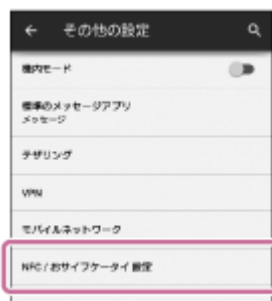 ← その他の設定
機内モード
標準のメッセージアプリ
メッセージ
テザリング
VPN
モバイルネットワーク
NFC / おサイフケータイ 設定